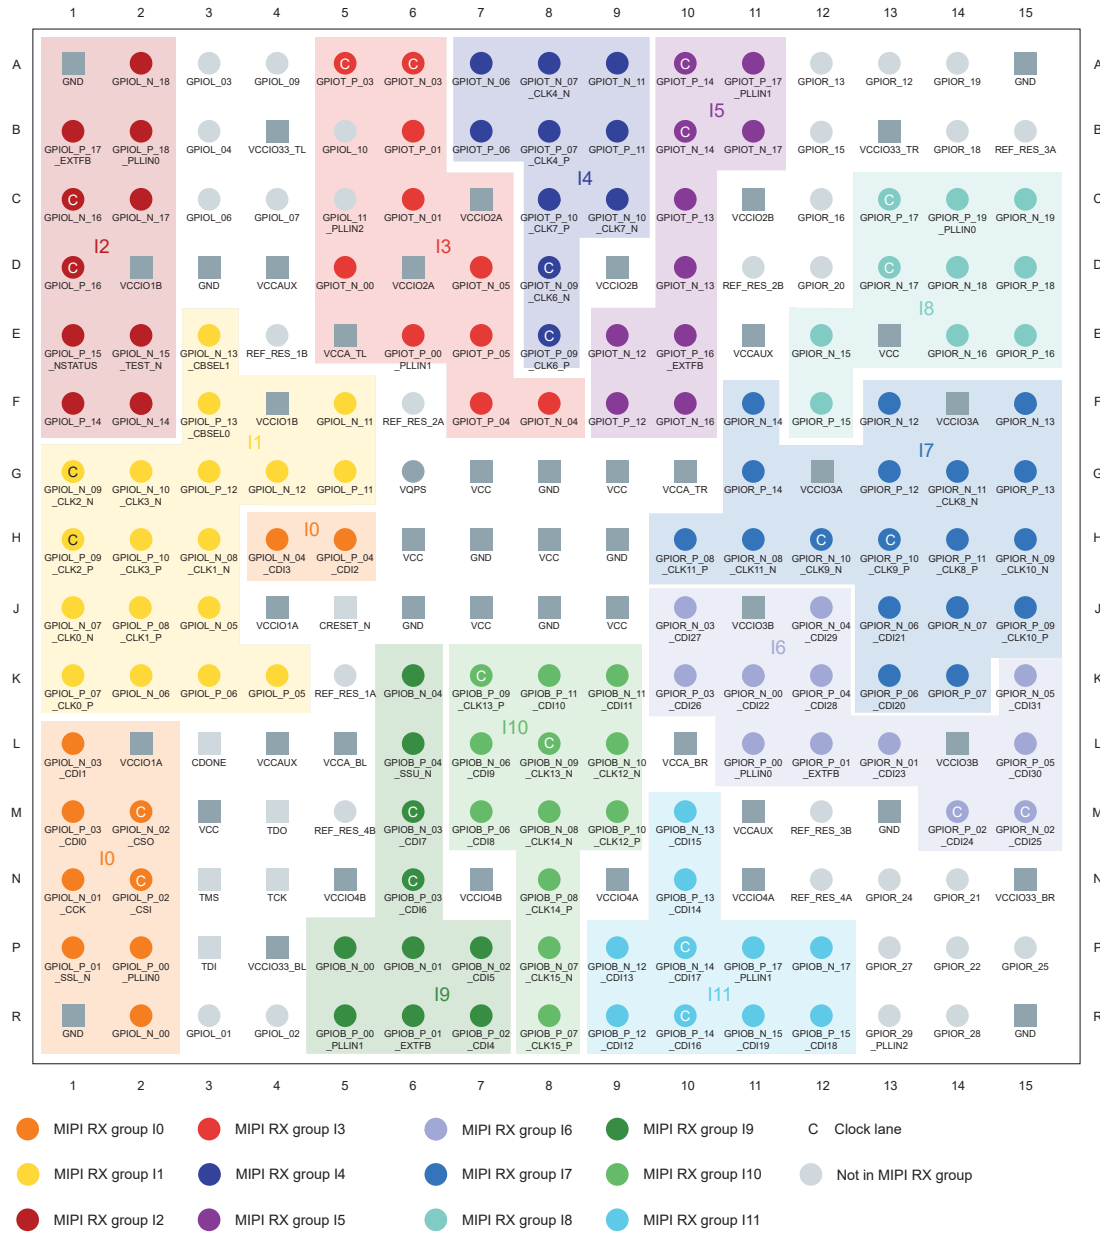 1 2 3 4 5 6 7 8 9 10 11 12 13 14 15
A C C C A
GND GPIOL_N_18 GPIOL_03 GPIOL_09 GPIOT_P_03 GPIOT_N_03 GPIOT_N_06 GPIOT_N_07 GPIOT_N_11 GPIOT_P_14 GPIOT_P_17 GPIOR_13 GPIOR_12 GPIOR_19 GND
_CLK4_N _PLLIN1
I5
B C B
GPIOL_P_17 GPIOL_P_18 GPIOL_04 VCCIO33_TL GPIOL_10 GPIOT_P_01 GPIOT_P_06 GPIOT_P_07 GPIOT_P_11 GPIOT_N_14 GPIOT_N_17 GPIOR_15 VCCIO33_TR GPIOR_18 REF_RES_3A
_EXTFB _PLLIN0 _CLK4_P
I4
C C C C
GPIOL_N_16 GPIOL_N_17 GPIOL_06 GPIOL_07 GPIOL_11 GPIOT_N_01 VCCIO2A GPIOT_P_10 GPIOT_N_10 GPIOT_P_13 VCCIO2B GPIOR_16 GPIOR_P_17 GPIOR_P_19 GPIOR_N_19
_PLLIN2 _CLK7_P _CLK7_N _PLLIN0
I2 I3
D C C C D
GPIOL_P_16 VCCIO1B GND VCCAUX GPIOT_N_00 VCCIO2A GPIOT_N_05 GPIOT_N_09 VCCIO2B GPIOT_N_13 REF_RES_2B GPIOR_20 GPIOR_N_17 GPIOR_N_18 GPIOR_P_18
_CLK6_N
I8
E C E
GPIOL_P_15 GPIOL_N_15 GPIOL_N_13 REF_RES_1B VCCA_TL GPIOT_P_00 GPIOT_P_05 GPIOT_P_09 GPIOT_N_12 GPIOT_P_16 VCCAUX GPIOR_N_15 VCC GPIOR_N_16 GPIOR_P_16
_NSTATUS _TEST_N _CBSEL1 _PLLIN1 _CLK6_P _EXTFB
F F
GPIOL_P_14 GPIOL_N_14 GPIOL_P_13 VCCIO1B GPIOL_N_11 REF_RES_2A GPIOT_P_04 GPIOT_N_04 GPIOT_P_12 GPIOT_N_16 GPIOR_N_14 GPIOR_P_15 GPIOR_N_12 VCCIO3A GPIOR_N_13
_CBSEL0
I1 I7
G C G
GPIOL_N_09 GPIOL_N_10 GPIOL_P_12 GPIOL_N_12 GPIOL_P_11 VQPS VCC GND VCC VCCA_TR GPIOR_P_14 VCCIO3A GPIOR_P_12 GPIOR_N_11 GPIOR_P_13
_CLK2_N _CLK3_N _CLK8_N
I0
H C C C H
GPIOL_P_09 GPIOL_P_10 GPIOL_N_08 GPIOL_N_04 GPIOL_P_04 VCC GND VCC GND GPIOR_P_08 GPIOR_N_08 GPIOR_N_10 GPIOR_P_10 GPIOR_P_11 GPIOR_N_09
_CLK2_P _CLK3_P _CLK1_N _CDI3 _CDI2 _CLK11_P _CLK11_N _CLK9_N _CLK9_P _CLK8_P _CLK10_N
J J
GPIOL_N_07 GPIOL_P_08 GPIOL_N_05 VCCIO1A CRESET_N GND VCC GND VCC GPIOR_N_03 VCCIO3B GPIOR_N_04 GPIOR_N_06 GPIOR_N_07 GPIOR_P_09
_CLK0_N _CLK1_P _CDI27 _CDI29 _CDI21 _CLK10_P
I6
K C K
GPIOL_P_07 GPIOL_N_06 GPIOL_P_06 GPIOL_P_05 REF_RES_1A GPIOB_N_04 GPIOB_P_09 GPIOB_P_11 GPIOB_N_11 GPIOR_P_03 GPIOR_N_00 GPIOR_P_04 GPIOR_P_06 GPIOR_P_07 GPIOR_N_05
_CLK0_P _CLK13_P _CDI10 _CDI11 _CDI26 _CDI22 _CDI28 _CDI20 _CDI31
I10
L C L
GPIOL_N_03 VCCIO1A CDONE VCCAUX VCCA_BL GPIOB_P_04 GPIOB_N_06 GPIOB_N_09 GPIOB_N_10 VCCA_BR GPIOR_P_00 GPIOR_P_01 GPIOR_N_01 VCCIO3B GPIOR_P_05
_CDI1 _SSU_N _CDI9 _CLK13_N _CLK12_N _PLLIN0 _EXTFB _CDI23 _CDI30
M C C C C M
GPIOL_P_03 GPIOL_N_02 VCC TDO REF_RES_4B GPIOB_N_03 GPIOB_P_06 GPIOB_N_08 GPIOB_P_10 GPIOB_N_13 VCCAUX REF_RES_3B GND GPIOR_P_02 GPIOR_N_02
_CDI0 _CSO _CDI7 _CDI8 _CLK14_N _CLK12_P _CDI15 _CDI24 _CDI25
I0
N C C N
GPIOL_N_01 GPIOL_P_02 TMS TCK VCCIO4B GPIOB_P_03 VCCIO4B GPIOB_P_08 VCCIO4A GPIOB_P_13 VCCIO4A REF_RES_4A GPIOR_24 GPIOR_21 VCCIO33_BR
_CCK _CSI _CDI6 _CLK14_P _CDI14
P C P
GPIOL_P_01 GPIOL_P_00 TDI VCCIO33_BL GPIOB_N_00 GPIOB_N_01 GPIOB_N_02 GPIOB_N_07 GPIOB_N_12 GPIOB_N_14 GPIOB_P_17 GPIOB_N_17 GPIOR_27 GPIOR_22 GPIOR_25
_SSL_N _PLLIN0 _CDI5 _CLK15_N _CDI13 _CDI17 _PLLIN1
I9 I11
R C R
GND GPIOL_N_00 GPIOL_01 GPIOL_02 GPIOB_P_00 GPIOB_P_01 GPIOB_P_02 GPIOB_P_07 GPIOB_P_12 GPIOB_P_14 GPIOB_N_15 GPIOB_P_15 GPIOR_29 GPIOR_28 GND
_PLLIN1 _EXTFB _CDI4 _CLK15_P _CDI12 _CDI16 _CDI19 _CDI18 _PLLIN2
1 2 3 4 5 6 7 8 9 10 11 12 13 14 15
MIPI RX group I0 MIPI RX group I3 MIPI RX group I6 MIPI RX group I9 C Clock lane
MIPI RX group I1 MIPI RX group I4 MIPI RX group I7 MIPI RX group I10 Not in MIPI RX group
MIPI RX group I2 MIPI RX group I5 MIPI RX group I8 MIPI RX group I11